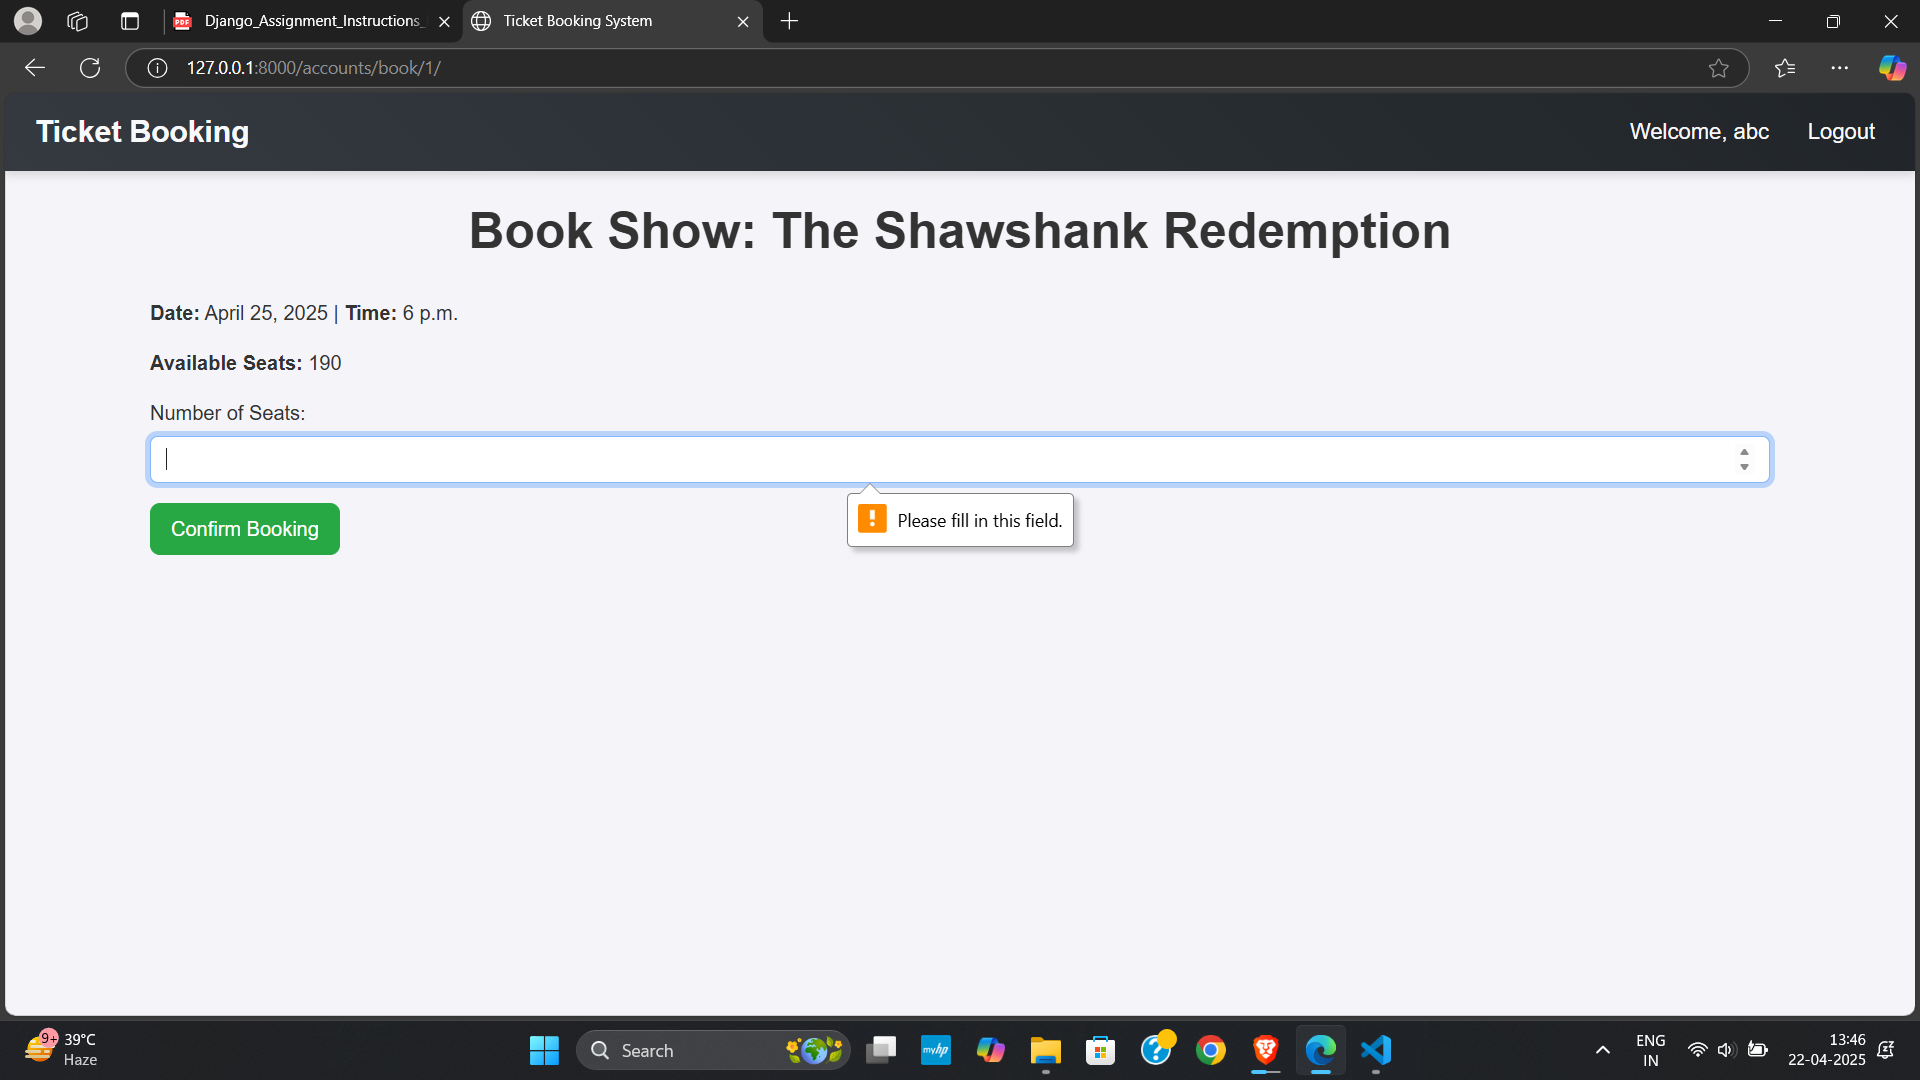 Django_Assignment_Instructions_
Ticket Booking System
127.0.0.1:8000/accounts/book/1/
Ticket Booking
Welcome, abc
Logout
Book Show: The Shawshank Redemption
Date: April 25, 2025 | Time: 6 p.m.
Available Seats: 190
Number of Seats:
Please fill in this field.
Confirm Booking
9+
39°C
Haze
Search
myhp
ENG
IN
13:46
22-04-2025